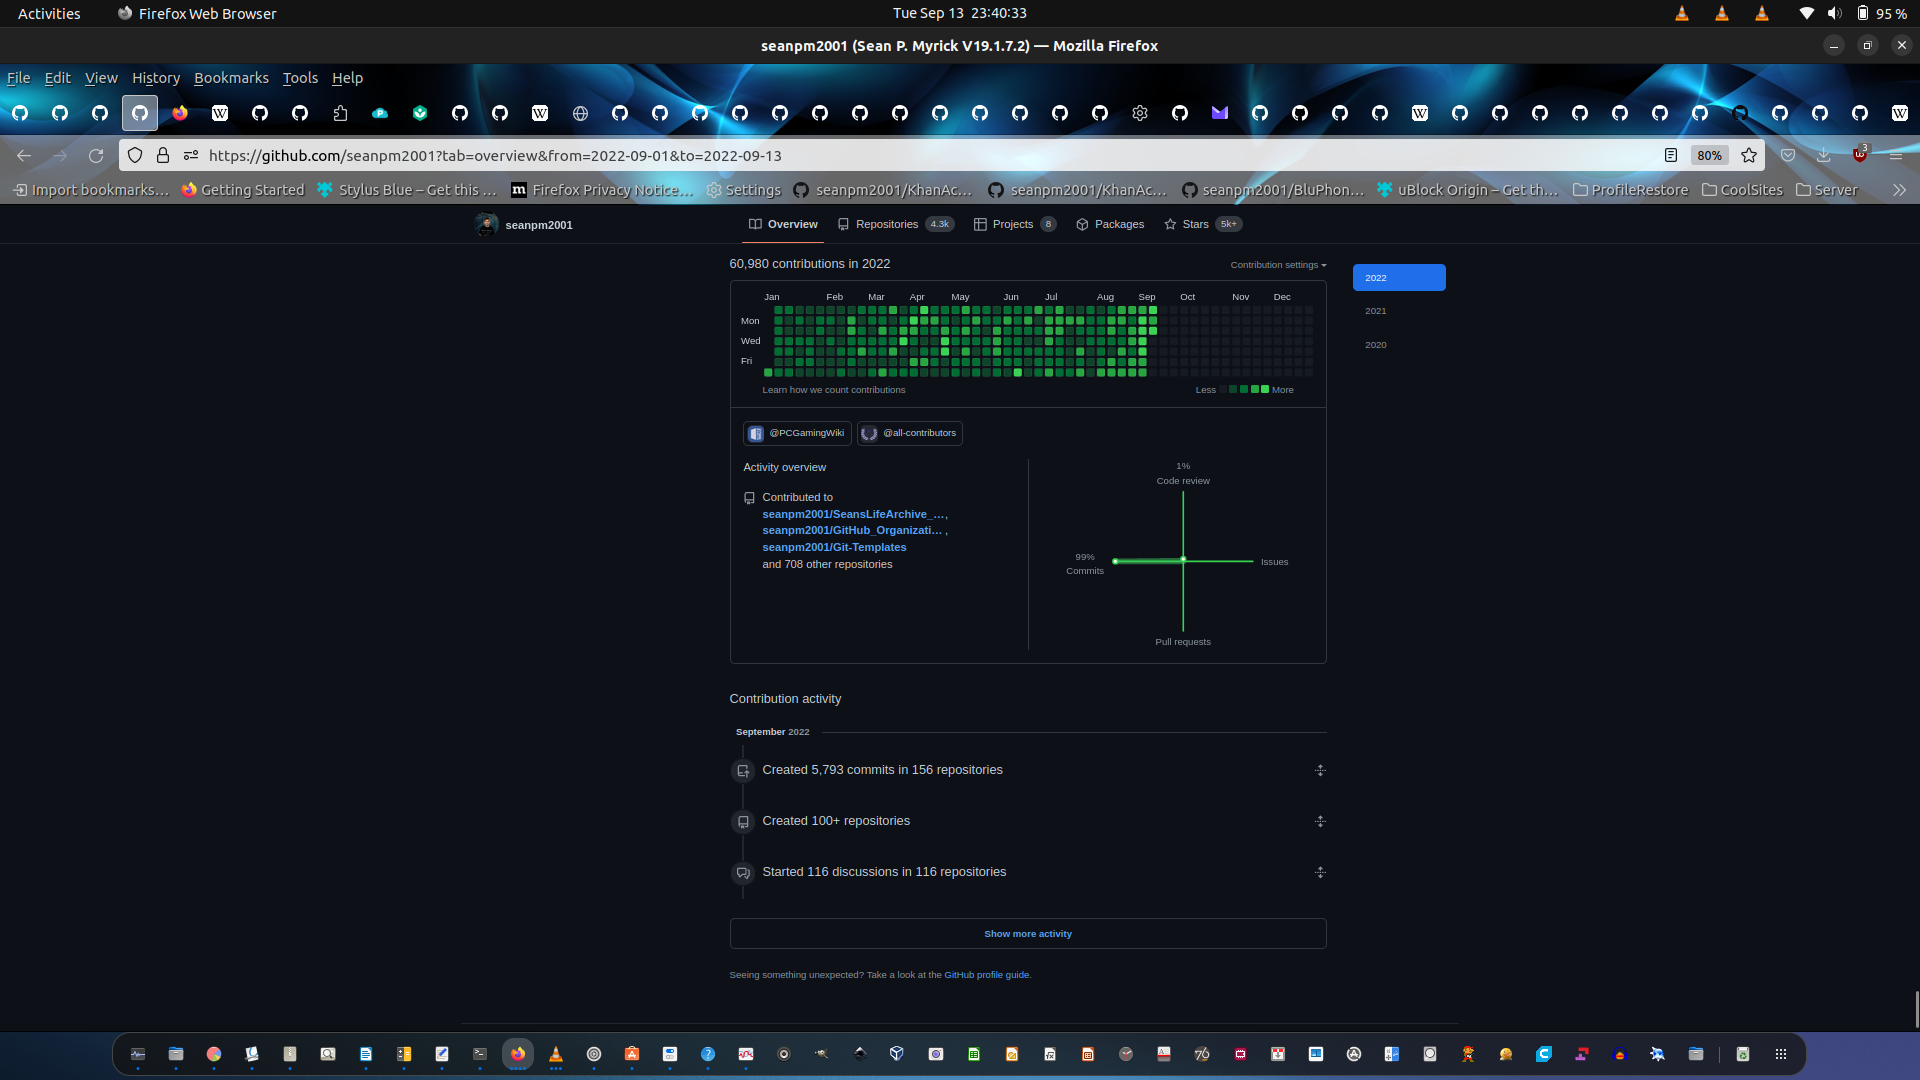 Activities Firefox Web Browser Tue Sep 13 23:40:33 95 %
seanpm2001 (Sean P. Myrick V19.1.7.2) — Mozilla Firefox
File Edit View History Bookmarks Tools Help
https://github.com/seanpm2001?tab=overview&from=2022-09-01&to=2022-09-13 80% 3
Import bookmarks… Getting Started Stylus Blue – Get this … Firefox Privacy Notice… Settings seanpm2001/KhanAc… seanpm2001/KhanAc… seanpm2001/BluPhon… uBlock Origin – Get th… ProfileRestore CoolSites Server
seanpm2001 Overview Repositories 4.3k Projects 8 Packages Stars 5k+
60,980 contributions in 2022 Contribution settings
2022
2021
2020
Jan Feb Mar Apr May Jun Jul Aug Sep Oct Nov Dec
Mon
Wed
Fri
Learn how we count contributions Less More
@PCGamingWiki @all-contributors
Activity overview
Contributed to
seanpm2001/SeansLifeArchive_…,
seanpm2001/GitHub_Organizati… ,
seanpm2001/Git-Templates
and 708 other repositories
1%
Code review
99%
Commits
Issues
Pull requests
Contribution activity
September 2022
Created 5,793 commits in 156 repositories
Created 100+ repositories
Started 116 discussions in 116 repositories
Show more activity
Seeing something unexpected? Take a look at the GitHub profile guide.